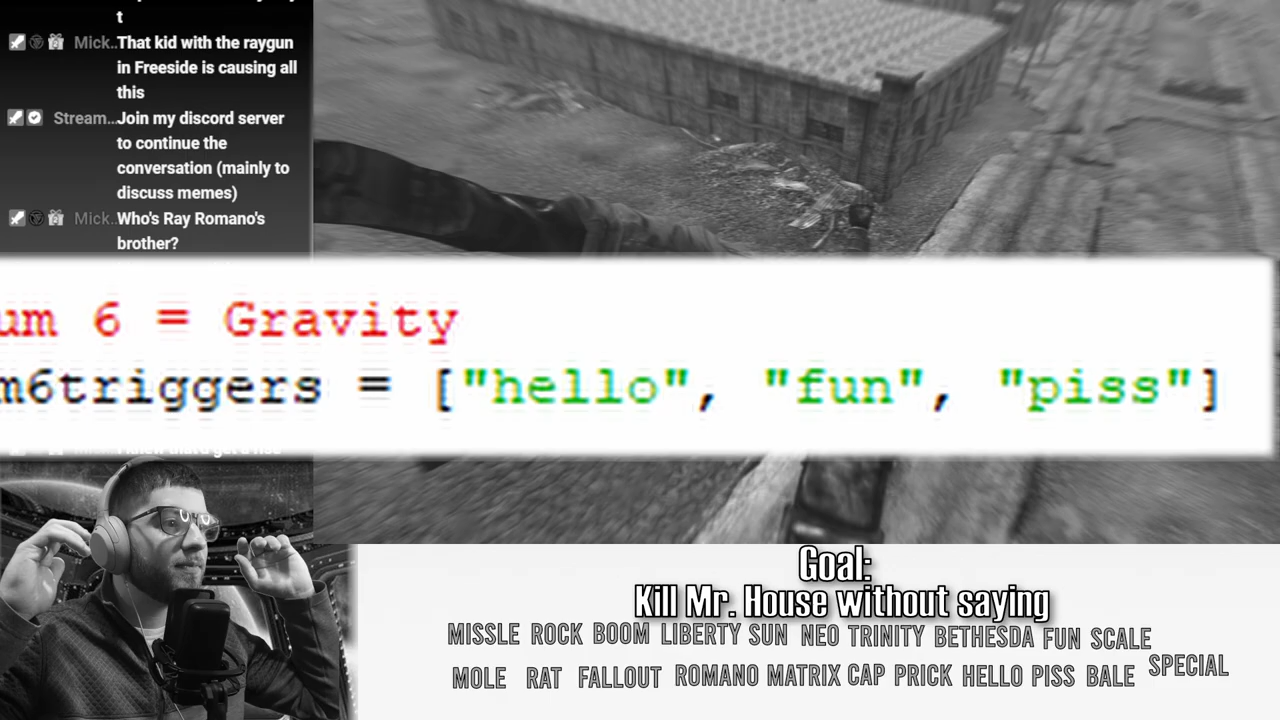 t
Mick..That kid with the raygun
in Freeside is causing all
this
Stream...Join my discord server
to continue the
conversation (mainly to
discuss memes)
Mick..Who's Ray Romano's
brother?
um 6 = Gravity
m6triggers = ["hello", "fun", "piss"]
Goal:
Kill Mr. House without saying
MISSLE ROCK BOOM LIBERTY SUN NEO TRINITY BETHESDA FUN SCALE
MOLE RAT FALLOUT ROMANO MATRIX CAP PRICK HELLO PISS BALE SPECIAL